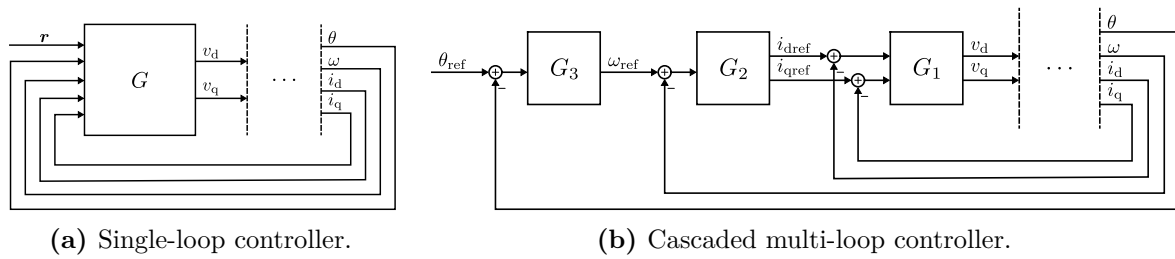 r
G
v_d
v_q
· · ·
θ
ω
i_d
i_q
(a) Single-loop controller.
θ_ref
−
G_3
ω_ref
−
G_2
i_dref
i_qref
−
−
G_1
v_d
v_q
· · ·
θ
ω
i_d
i_q
(b) Cascaded multi-loop controller.